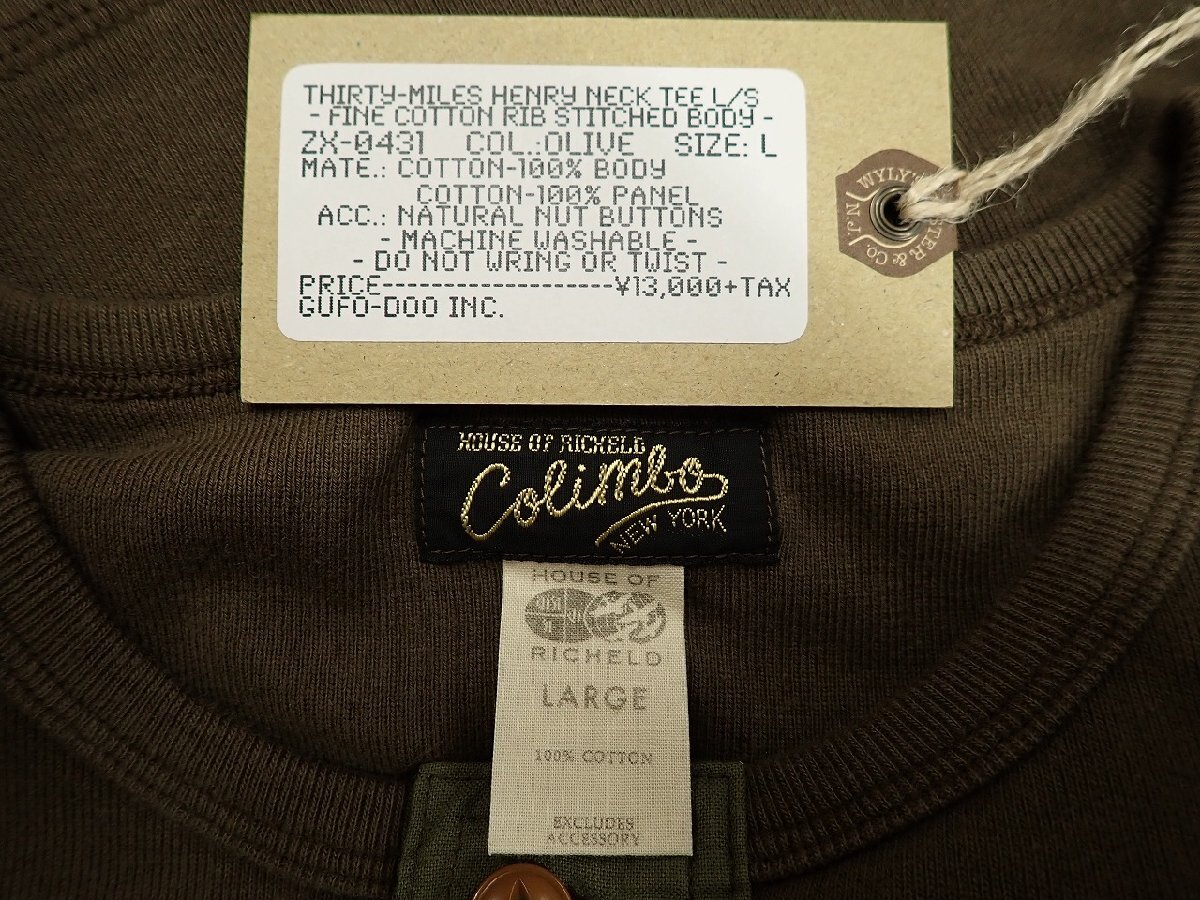 THIRTY-MILES HENRY NECK TEE L/S
- FINE COTTON RIB STITCHED BODY -
ZX-0431 COL.:OLIVE SIZE: L
MATE.: COTTON-100% BODY
COTTON-100% PANEL
ACC.: NATURAL NUT BUTTONS
- MACHINE WASHABLE -
- DO NOT WRING OR TWIST -
PRICE-------------------¥13,000+TAX
GUFO-DOO INC.
& CO. N.J.
HOUSE OF RICHELD
Colimbo
NEW YORK
HOUSE OF
RICHELD
LARGE
100% COTTON
EXCLUDES
ACCESSORY